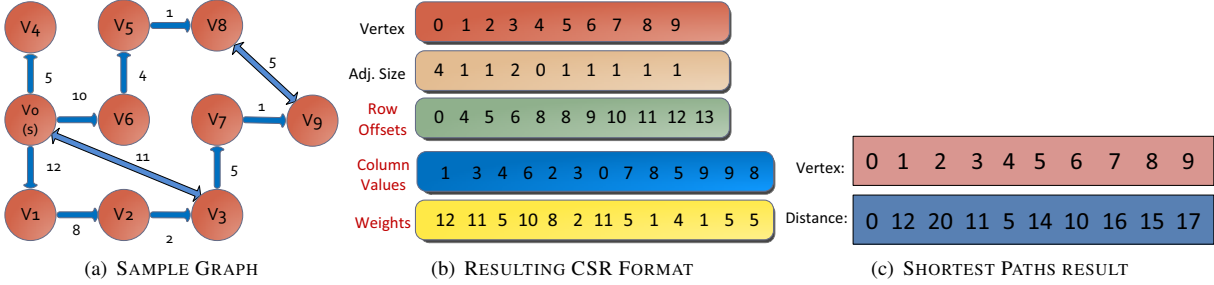 V4
V5
1
V8
5
4
5
V0
(s)
10
V6
V7
1
V9
12
11
5
V1
8
V2
2
V3
(a) SAMPLE GRAPH
Vertex 0 1 2 3 4 5 6 7 8 9
Adj. Size 4 1 1 2 0 1 1 1 1 1
Row Offsets 0 4 5 6 8 8 9 10 11 12 13
Column Values 1 3 4 6 2 3 0 7 8 5 9 9 8
Weights 12 11 5 10 8 2 11 5 1 4 1 5 5
(b) RESULTING CSR FORMAT
Vertex: 0 1 2 3 4 5 6 7 8 9
Distance: 0 12 20 11 5 14 10 16 15 17
(c) SHORTEST PATHS RESULT